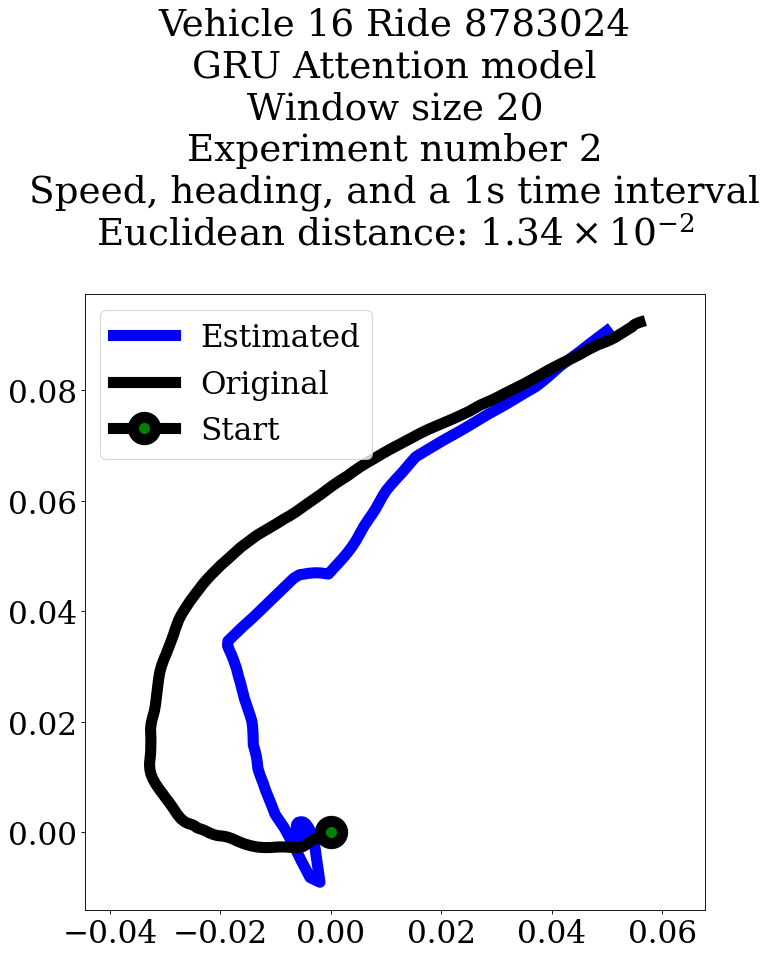 Vehicle 16 Ride 8783024
GRU Attention model
Window size 20
Experiment number 2
Speed, heading, and a 1s time interval
Euclidean distance: 1.34 × 10⁻²
Estimated
Original
Start
0.08
0.06
0.04
0.02
0.00
−0.04 −0.02 0.00 0.02 0.04 0.06